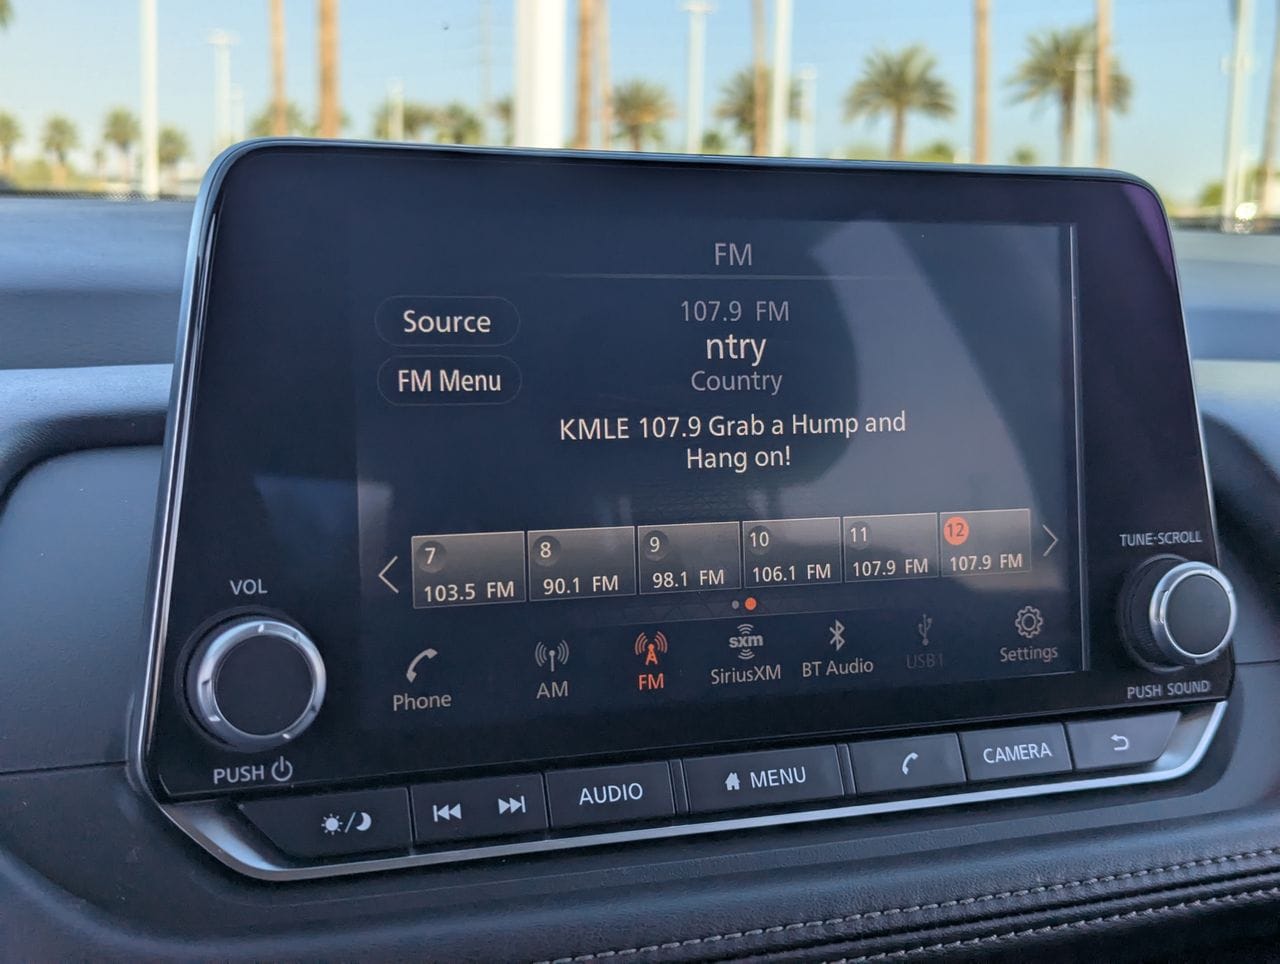 FM
Source
FM Menu
107.9 FM
ntry
Country
KMLE 107.9 Grab a Hump and
Hang on!
7
103.5 FM
8
90.1 FM
9
98.1 FM
10
106.1 FM
11
107.9 FM
12
107.9 FM
Phone
AM
FM
sxm
SiriusXM
BT Audio
USB1
Settings
VOL
PUSH
TUNE·SCROLL
PUSH SOUND
AUDIO
MENU
CAMERA